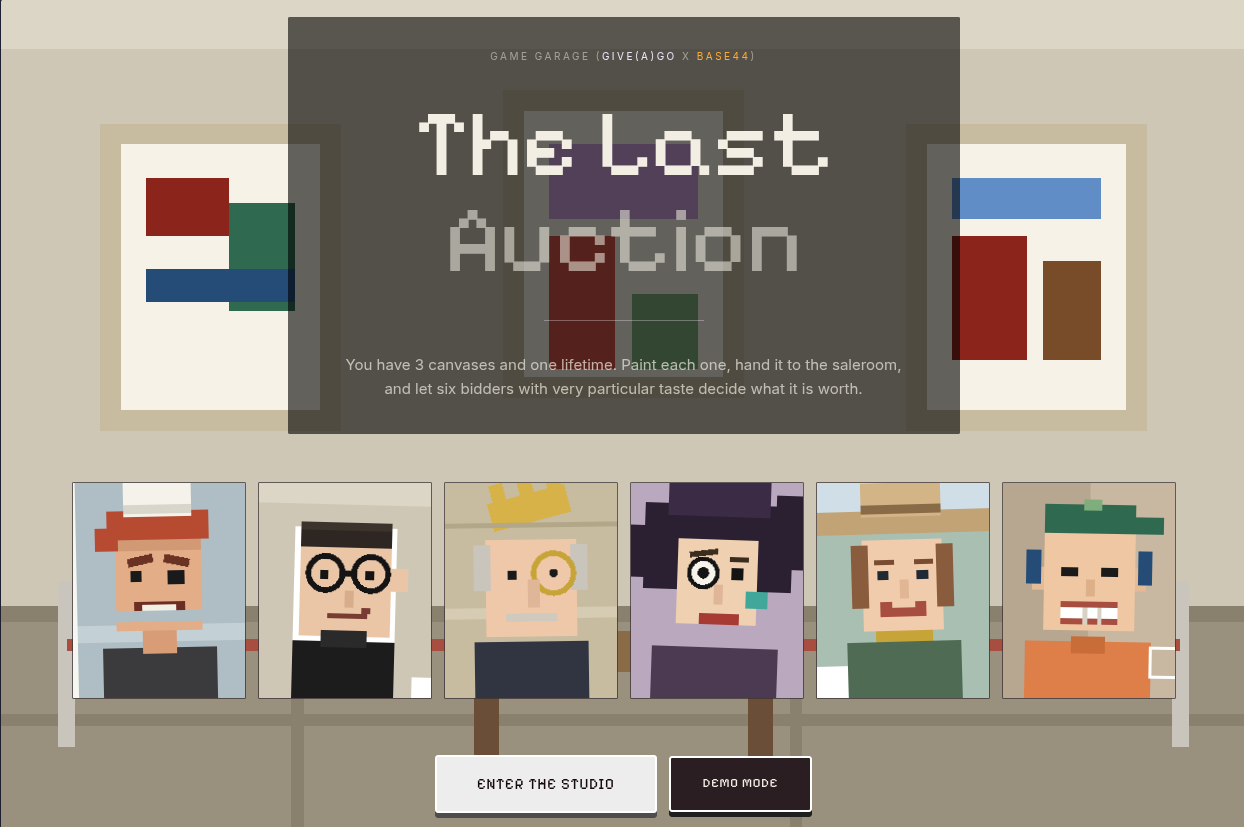 GAME GARAGE (GIVE(A)GO X BASE44)
The Last
Auction
You have 3 canvases and one lifetime. Paint each one, hand it to the saleroom,
and let six bidders with very particular taste decide what it is worth.
ENTER THE STUDIO
DEMO MODE